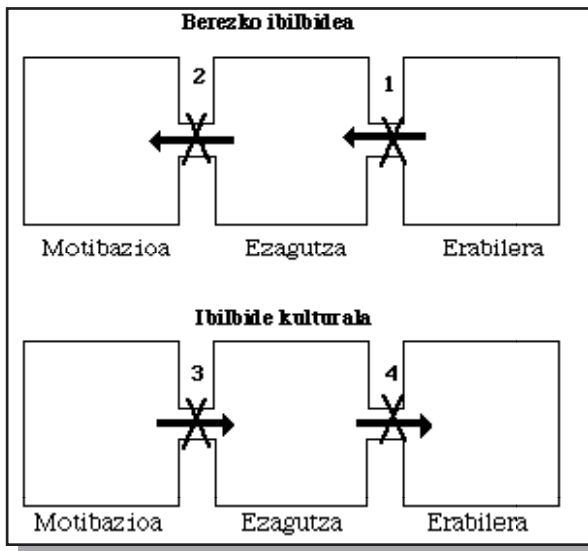 Berezko ibilbidea
2 1
Motibazioa Ezagutza Erabilera
Ibilbide kulturala
3 4
Motibazioa Ezagutza Erabilera